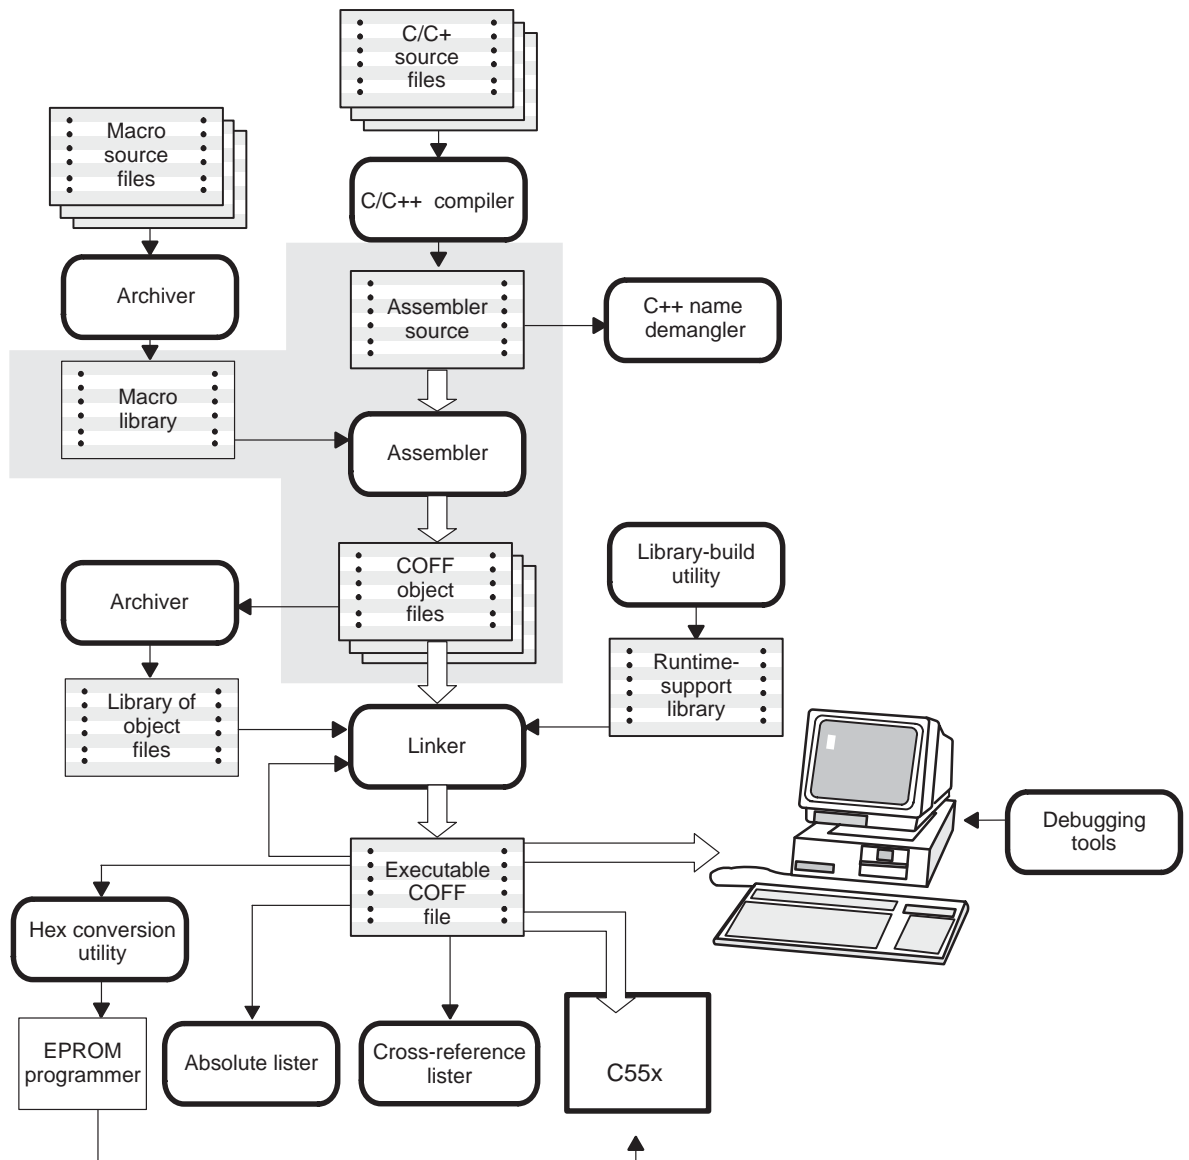 C/C+
source
files
Macro
source
files
C/C++ compiler
Archiver
Assembler
source
C++ name
demangler
Macro
library
Assembler
COFF
object
files
Library-build
utility
Archiver
Runtime-
support
library
Library of
object
files
Linker
Debugging
tools
Executable
COFF
file
Hex conversion
utility
EPROM
programmer
Absolute lister
Cross-reference
lister
C55x